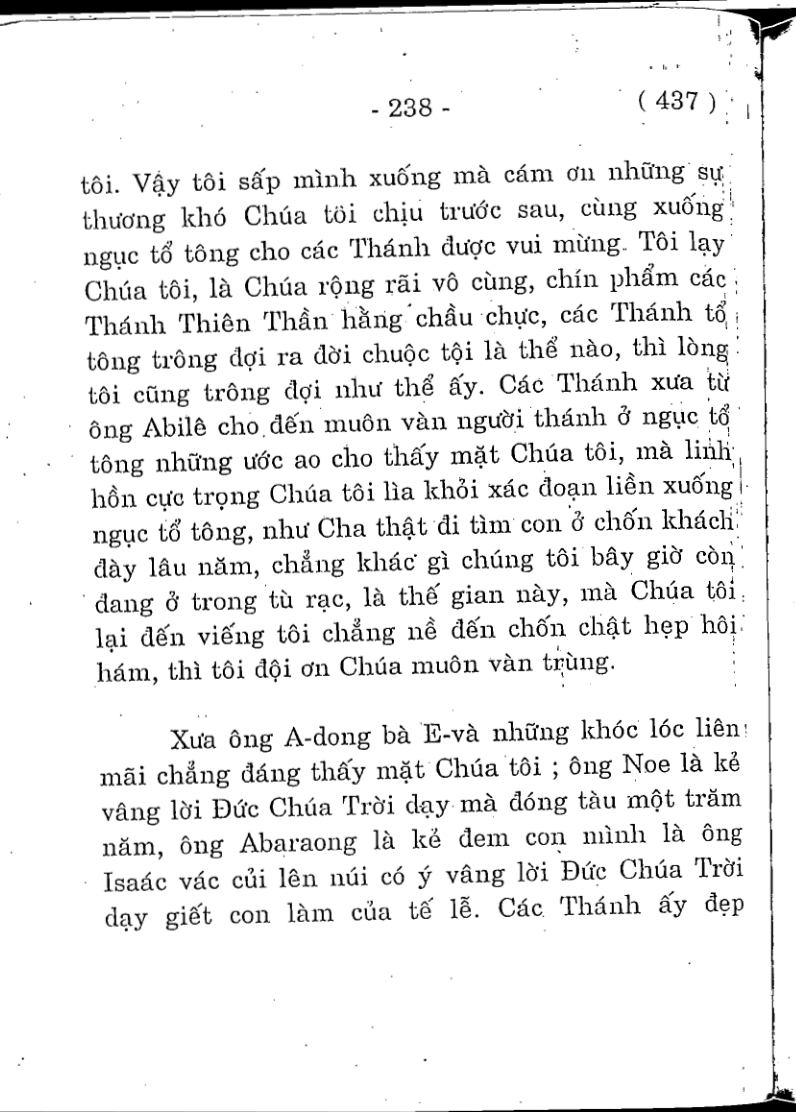 - 238 - ( 437 )
tôi. Vậy tôi sấp mình xuống mà cám ơn những sự
thương khó Chúa tôi chịu trước sau, cùng xuống
ngục tổ tông cho các Thánh được vui mừng. Tôi lạy
Chúa tôi, là Chúa rộng rãi vô cùng, chín phẩm các
Thánh Thiên Thần hằng chầu chực, các Thánh tổ
tông trông đợi ra đời chuộc tội là thể nào, thì lòng
tôi cũng trông đợi như thể ấy. Các Thánh xưa từ
ông Abilê cho đến muôn vàn người thánh ở ngục tổ
tông những ước ao cho thấy mặt Chúa tôi, mà linh
hồn cực trọng Chúa tôi lìa khỏi xác đoạn liền xuống
ngục tổ tông, như Cha thật đi tìm con ở chốn khách
đày lâu năm, chẳng khác gì chúng tôi bây giờ còn
đang ở trong tù rạc, là thế gian này, mà Chúa tôi
lại đến viếng tôi chẳng nề đến chốn chật hẹp hôi
hám, thì tôi đội ơn Chúa muôn vàn trùng.
Xưa ông A-dong bà E-và những khóc lóc liên
mãi chẳng đáng thấy mặt Chúa tôi ; ông Noe là kẻ
vâng lời Đức Chúa Trời dạy mà đóng tàu một trăm
năm, ông Abaraong là kẻ đem con mình là ông
Isaác vác củi lên núi có ý vâng lời Đức Chúa Trời
dạy giết con làm của tế lễ. Các Thánh ấy đẹp